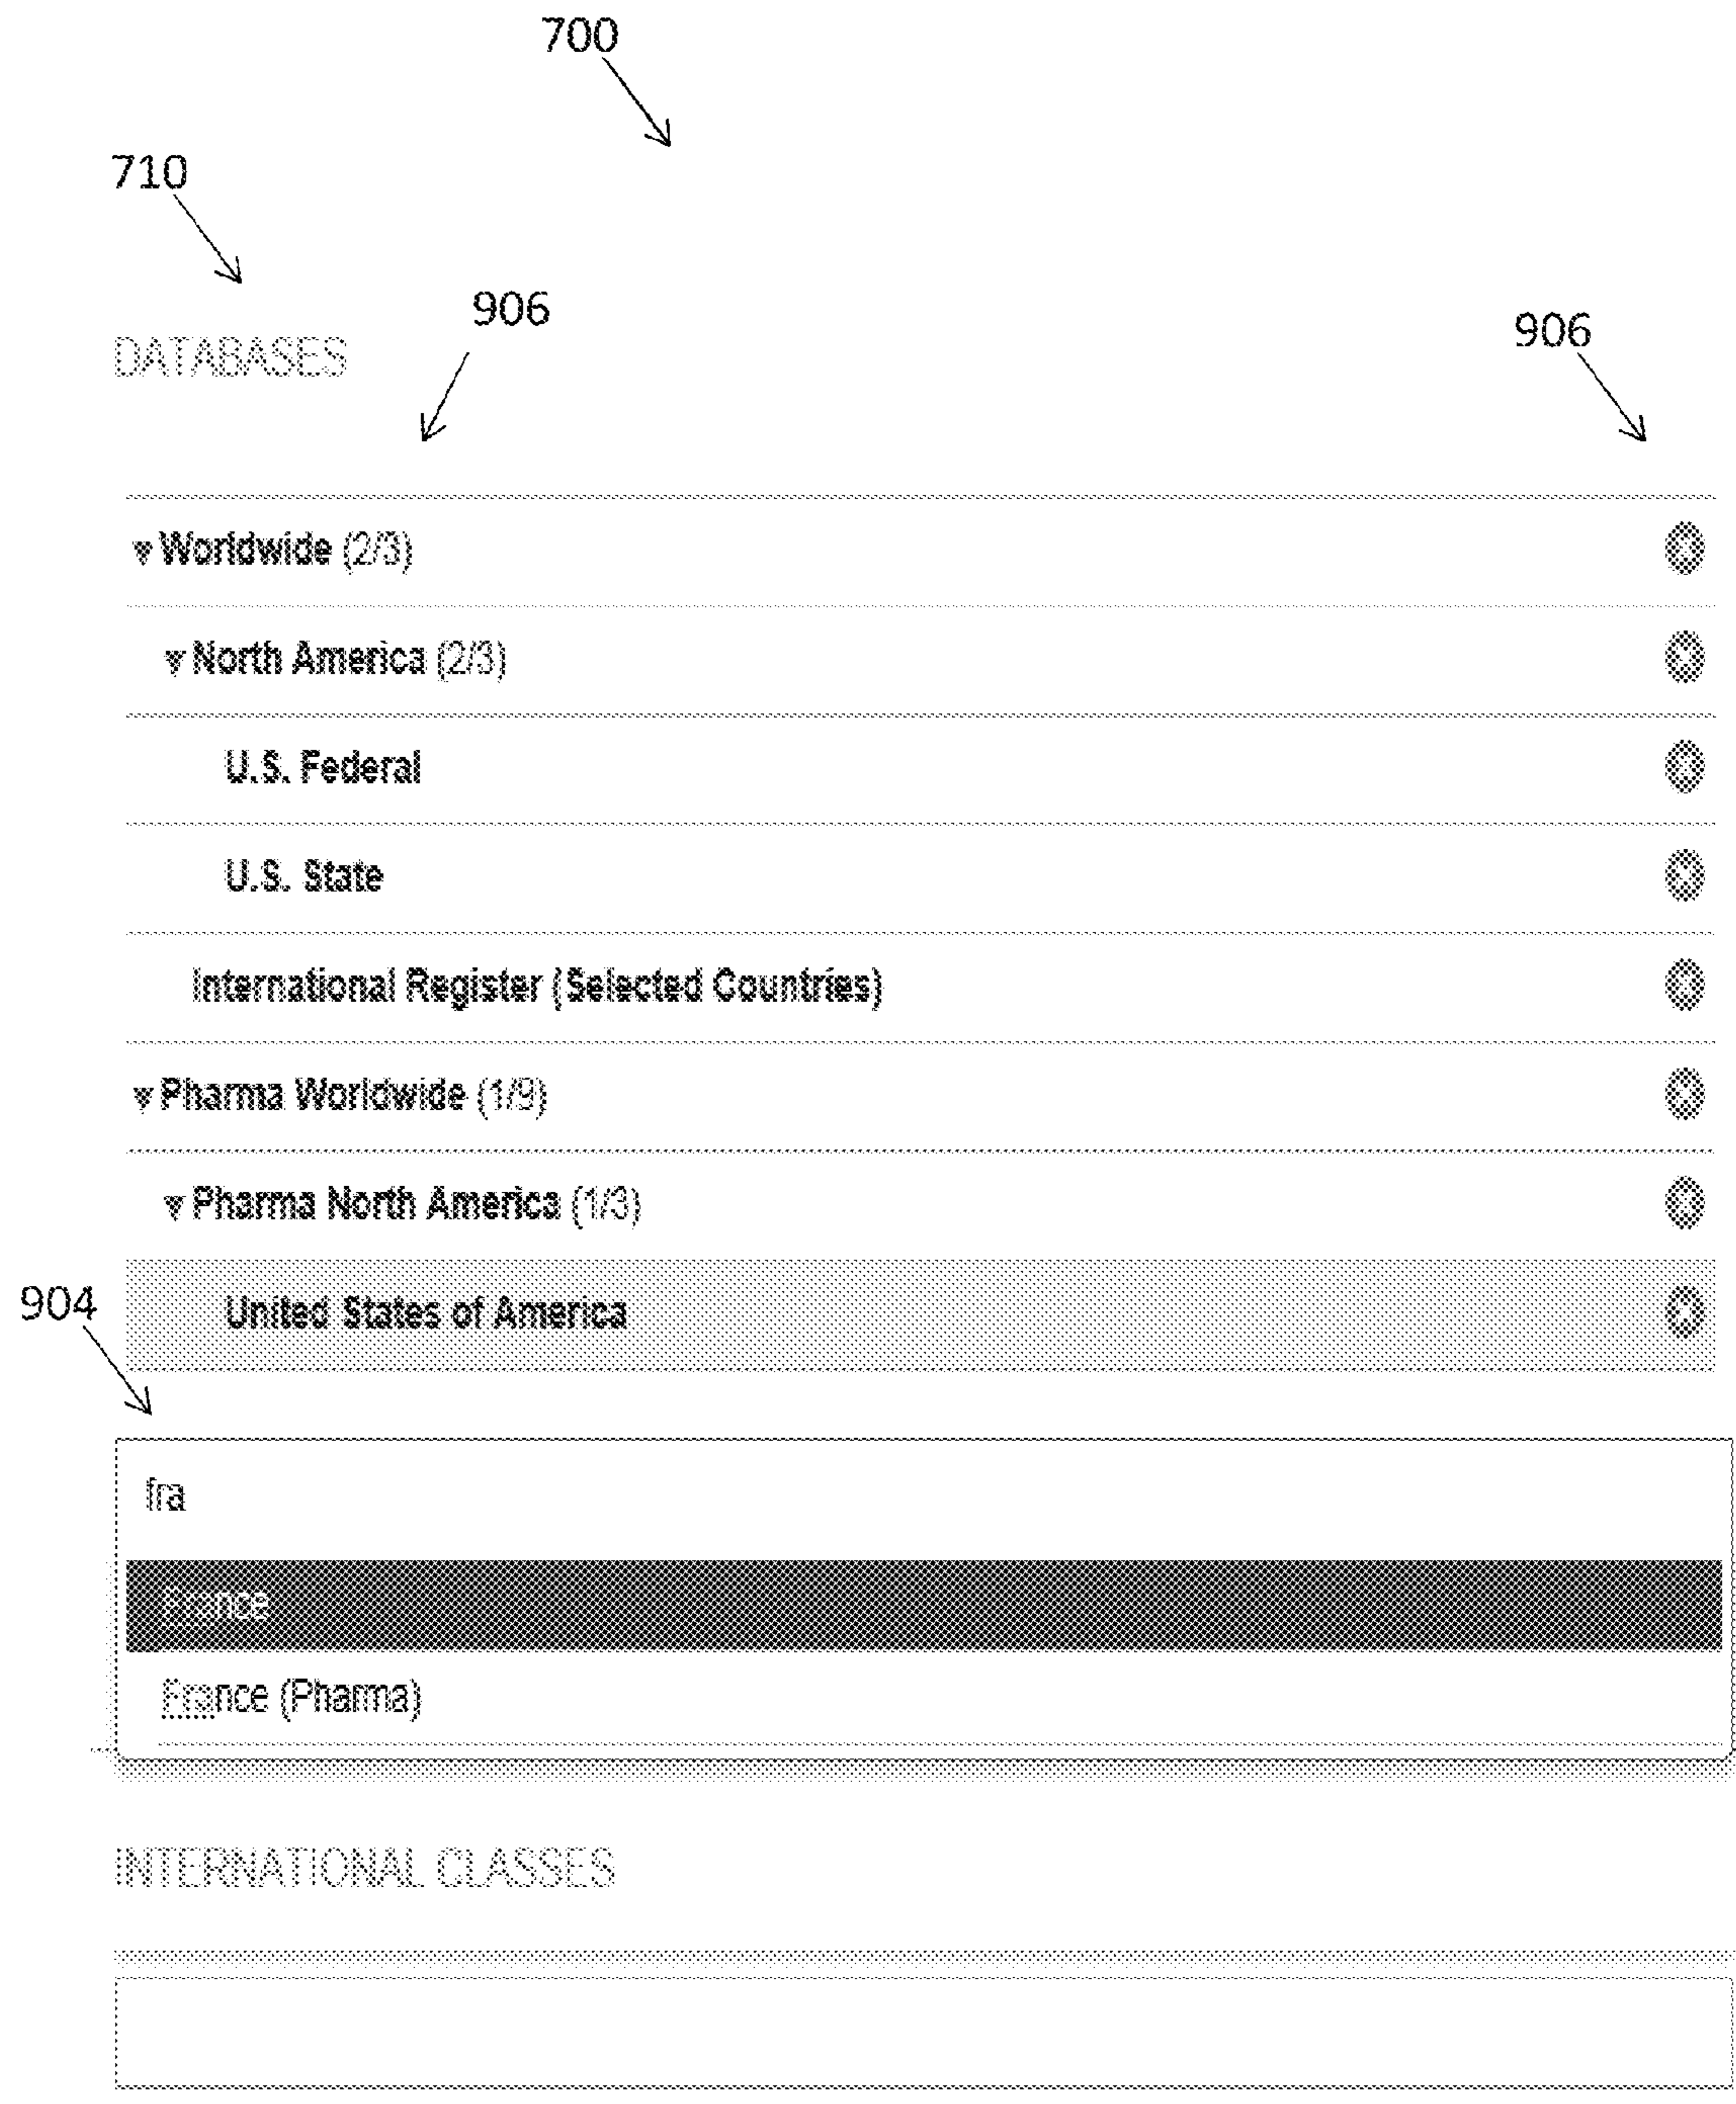 700
710
906
906
DATABASES
Worldwide (2/3)
North America (2/3)
U.S. Federal
U.S. State
International Register (Selected Countries)
Pharma Worldwide (1/9)
Pharma North America (1/3)
904
United States of America
fra
France
France (Pharma)
INTERNATIONAL CLASSES